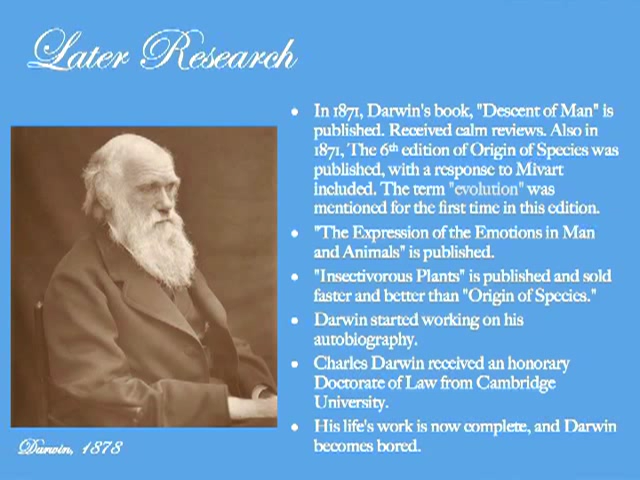 Later Research
• In 1871, Darwin's book, "Descent of Man" is
published. Received calm reviews. Also in
1871, The 6th edition of Origin of Species was
published, with a response to Mivart
included. The term "evolution" was
mentioned for the first time in this edition.
• "The Expression of the Emotions in Man
and Animals" is published.
• "Insectivorous Plants" is published and sold
faster and better than "Origin of Species."
• Darwin started working on his
autobiography.
• Charles Darwin received an honorary
Doctorate of Law from Cambridge
University.
• His life's work is now complete, and Darwin
becomes bored.
Darwin, 1878